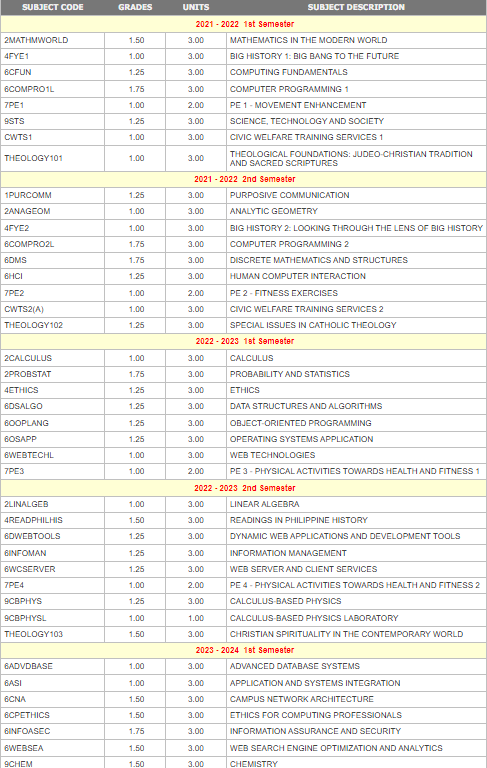 SUBJECT CODE GRADES UNITS SUBJECT DESCRIPTION
2021 - 2022 1st Semester
2MATHMWORLD 1.50 3.00 MATHEMATICS IN THE MODERN WORLD
4FYE1 1.00 3.00 BIG HISTORY 1: BIG BANG TO THE FUTURE
6CFUN 1.25 3.00 COMPUTING FUNDAMENTALS
6COMPRO1L 1.75 3.00 COMPUTER PROGRAMMING 1
7PE1 1.00 2.00 PE 1 - MOVEMENT ENHANCEMENT
9STS 1.25 3.00 SCIENCE, TECHNOLOGY AND SOCIETY
CWTS1 1.00 3.00 CIVIC WELFARE TRAINING SERVICES 1
THEOLOGY101 1.00 3.00 THEOLOGICAL FOUNDATIONS: JUDEO-CHRISTIAN TRADITION
AND SACRED SCRIPTURES
2021 - 2022 2nd Semester
1PURCOMM 1.25 3.00 PURPOSIVE COMMUNICATION
2ANAGEOM 1.00 3.00 ANALYTIC GEOMETRY
4FYE2 1.00 3.00 BIG HISTORY 2: LOOKING THROUGH THE LENS OF BIG HISTORY
6COMPRO2L 1.75 3.00 COMPUTER PROGRAMMING 2
6DMS 1.75 3.00 DISCRETE MATHEMATICS AND STRUCTURES
6HCI 1.25 3.00 HUMAN COMPUTER INTERACTION
7PE2 1.00 2.00 PE 2 - FITNESS EXERCISES
CWTS2(A) 1.00 3.00 CIVIC WELFARE TRAINING SERVICES 2
THEOLOGY102 1.25 3.00 SPECIAL ISSUES IN CATHOLIC THEOLOGY
2022 - 2023 1st Semester
2CALCULUS 1.00 3.00 CALCULUS
2PROBSTAT 1.75 3.00 PROBABILITY AND STATISTICS
4ETHICS 1.25 3.00 ETHICS
6DSALGO 1.25 3.00 DATA STRUCTURES AND ALGORITHMS
6OOPLANG 1.25 3.00 OBJECT-ORIENTED PROGRAMMING
6OSAPP 1.25 3.00 OPERATING SYSTEMS APPLICATION
6WEBTECHL 1.00 3.00 WEB TECHNOLOGIES
7PE3 1.00 2.00 PE 3 - PHYSICAL ACTIVITIES TOWARDS HEALTH AND FITNESS 1
2022 - 2023 2nd Semester
2LINALGEB 1.00 3.00 LINEAR ALGEBRA
4READPHILHIS 1.50 3.00 READINGS IN PHILIPPINE HISTORY
6DWEBTOOLS 1.25 3.00 DYNAMIC WEB APPLICATIONS AND DEVELOPMENT TOOLS
6INFOMAN 1.25 3.00 INFORMATION MANAGEMENT
6WCSERVER 1.25 3.00 WEB SERVER AND CLIENT SERVICES
7PE4 1.00 2.00 PE 4 - PHYSICAL ACTIVITIES TOWARDS HEALTH AND FITNESS 2
9CBPHYS 1.25 3.00 CALCULUS-BASED PHYSICS
9CBPHYSL 1.00 1.00 CALCULUS-BASED PHYSICS LABORATORY
THEOLOGY103 1.50 3.00 CHRISTIAN SPIRITUALITY IN THE CONTEMPORARY WORLD
2023 - 2024 1st Semester
6ADVDBASE 1.00 3.00 ADVANCED DATABASE SYSTEMS
6ASI 1.00 3.00 APPLICATION AND SYSTEMS INTEGRATION
6CNA 1.50 3.00 CAMPUS NETWORK ARCHITECTURE
6CPETHICS 1.50 3.00 ETHICS FOR COMPUTING PROFESSIONALS
6INFOASEC 1.75 3.00 INFORMATION ASSURANCE AND SECURITY
6WEBSEA 1.50 3.00 WEB SEARCH ENGINE OPTIMIZATION AND ANALYTICS
9CHEM 1.50 3.00 CHEMISTRY